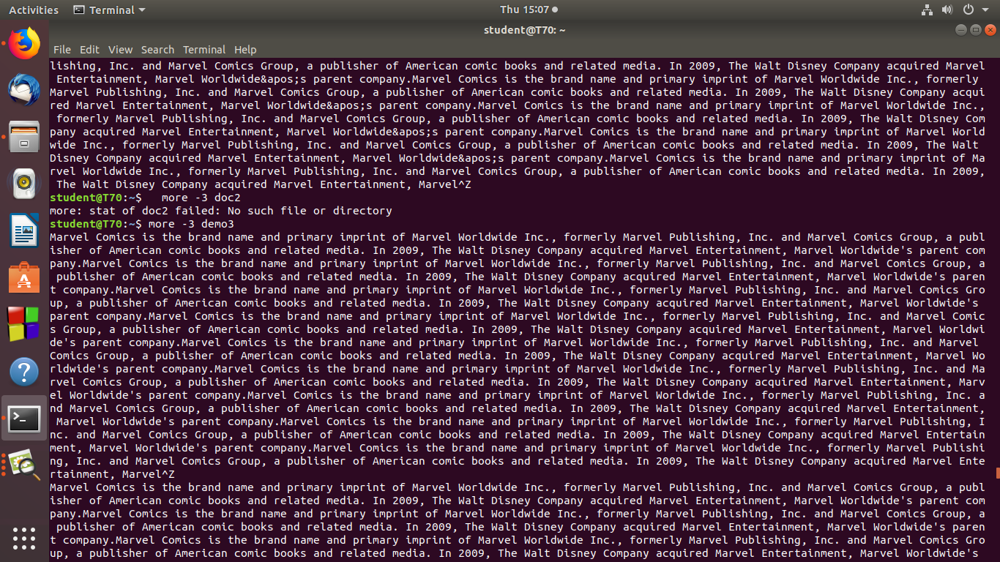 Activities Terminal Thu 15:07
student@T70: ~
File Edit View Search Terminal Help
lishing, Inc. and Marvel Comics Group, a publisher of American comic books and related media. In 2009, The Walt Disney Company acquired Marvel
 Entertainment, Marvel Worldwide&apos;s parent company.Marvel Comics is the brand name and primary imprint of Marvel Worldwide Inc., formerly
Marvel Publishing, Inc. and Marvel Comics Group, a publisher of American comic books and related media. In 2009, The Walt Disney Company acqui
red Marvel Entertainment, Marvel Worldwide&apos;s parent company.Marvel Comics is the brand name and primary imprint of Marvel Worldwide Inc.,
 formerly Marvel Publishing, Inc. and Marvel Comics Group, a publisher of American comic books and related media. In 2009, The Walt Disney Com
pany acquired Marvel Entertainment, Marvel Worldwide&apos;s parent company.Marvel Comics is the brand name and primary imprint of Marvel World
wide Inc., formerly Marvel Publishing, Inc. and Marvel Comics Group, a publisher of American comic books and related media. In 2009, The Walt
Disney Company acquired Marvel Entertainment, Marvel Worldwide&apos;s parent company.Marvel Comics is the brand name and primary imprint of Ma
rvel Worldwide Inc., formerly Marvel Publishing, Inc. and Marvel Comics Group, a publisher of American comic books and related media. In 2009,
 The Walt Disney Company acquired Marvel Entertainment, Marvel^Z
student@T70:~$   more -3 doc2
more: stat of doc2 failed: No such file or directory
student@T70:~$ more -3 demo3
Marvel Comics is the brand name and primary imprint of Marvel Worldwide Inc., formerly Marvel Publishing, Inc. and Marvel Comics Group, a publ
isher of American comic books and related media. In 2009, The Walt Disney Company acquired Marvel Entertainment, Marvel Worldwide's parent com
pany.Marvel Comics is the brand name and primary imprint of Marvel Worldwide Inc., formerly Marvel Publishing, Inc. and Marvel Comics Group, a
 publisher of American comic books and related media. In 2009, The Walt Disney Company acquired Marvel Entertainment, Marvel Worldwide's paren
t company.Marvel Comics is the brand name and primary imprint of Marvel Worldwide Inc., formerly Marvel Publishing, Inc. and Marvel Comics Gro
up, a publisher of American comic books and related media. In 2009, The Walt Disney Company acquired Marvel Entertainment, Marvel Worldwide's
parent company.Marvel Comics is the brand name and primary imprint of Marvel Worldwide Inc., formerly Marvel Publishing, Inc. and Marvel Comic
s Group, a publisher of American comic books and related media. In 2009, The Walt Disney Company acquired Marvel Entertainment, Marvel Worldwi
de's parent company.Marvel Comics is the brand name and primary imprint of Marvel Worldwide Inc., formerly Marvel Publishing, Inc. and Marvel
Comics Group, a publisher of American comic books and related media. In 2009, The Walt Disney Company acquired Marvel Entertainment, Marvel Wo
rldwide's parent company.Marvel Comics is the brand name and primary imprint of Marvel Worldwide Inc., formerly Marvel Publishing, Inc. and Ma
rvel Comics Group, a publisher of American comic books and related media. In 2009, The Walt Disney Company acquired Marvel Entertainment, Marv
el Worldwide's parent company.Marvel Comics is the brand name and primary imprint of Marvel Worldwide Inc., formerly Marvel Publishing, Inc. a
nd Marvel Comics Group, a publisher of American comic books and related media. In 2009, The Walt Disney Company acquired Marvel Entertainment,
 Marvel Worldwide's parent company.Marvel Comics is the brand name and primary imprint of Marvel Worldwide Inc., formerly Marvel Publishing, I
nc. and Marvel Comics Group, a publisher of American comic books and related media. In 2009, The Walt Disney Company acquired Marvel Entertain
ment, Marvel Worldwide's parent company.Marvel Comics is the brand name and primary imprint of Marvel Worldwide Inc., formerly Marvel Publishi
ng, Inc. and Marvel Comics Group, a publisher of American comic books and related media. In 2009, The Walt Disney Company acquired Marvel Ente
rtainment, Marvel^Z
Marvel Comics is the brand name and primary imprint of Marvel Worldwide Inc., formerly Marvel Publishing, Inc. and Marvel Comics Group, a publ
isher of American comic books and related media. In 2009, The Walt Disney Company acquired Marvel Entertainment, Marvel Worldwide's parent com
pany.Marvel Comics is the brand name and primary imprint of Marvel Worldwide Inc., formerly Marvel Publishing, Inc. and Marvel Comics Group, a
 publisher of American comic books and related media. In 2009, The Walt Disney Company acquired Marvel Entertainment, Marvel Worldwide's paren
t company.Marvel Comics is the brand name and primary imprint of Marvel Worldwide Inc., formerly Marvel Publishing, Inc. and Marvel Comics Gro
up, a publisher of American comic books and related media. In 2009, The Walt Disney Company acquired Marvel Entertainment, Marvel Worldwide's